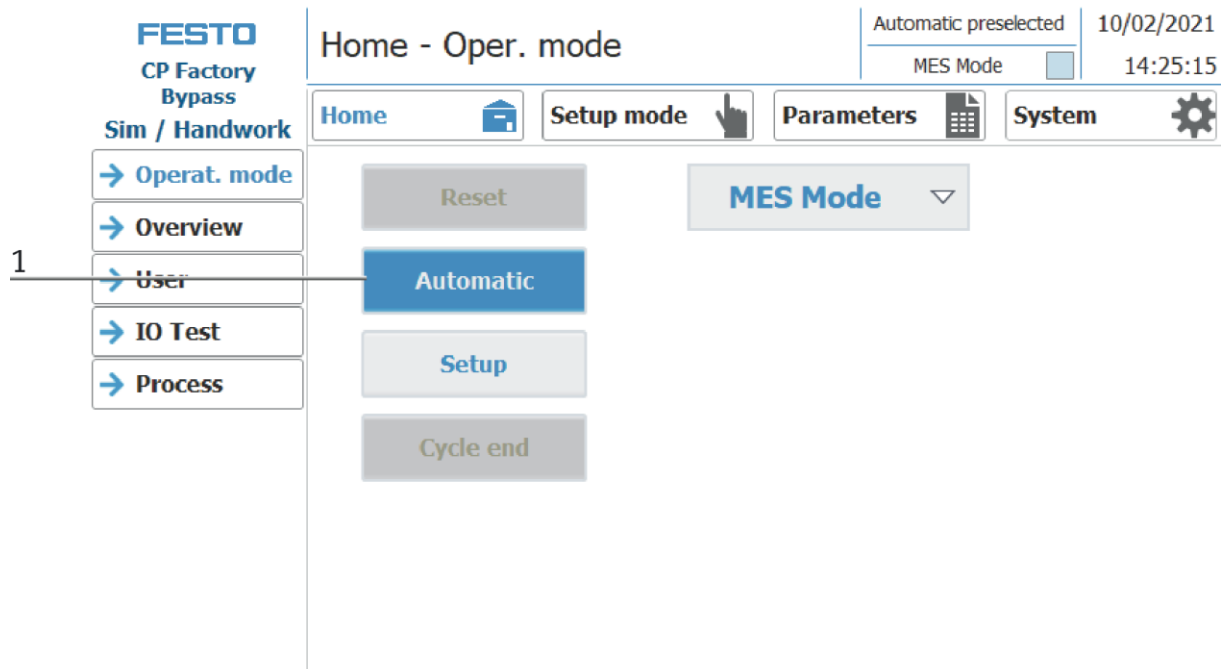 FESTO
CP Factory
Bypass
Sim / Handwork
Home - Oper. mode
Automatic preselected
MES Mode
10/02/2021
14:25:15
Home
Setup mode
Parameters
System
Operat. mode
Overview
User
IO Test
Process
1
Reset
MES Mode
Automatic
Setup
Cycle end